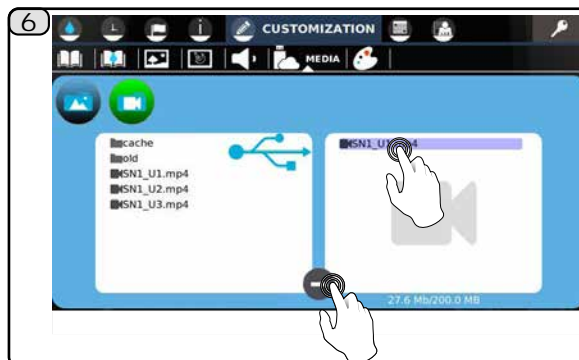 6
CUSTOMIZATION
MEDIA
cache
old
SN1_U1.mp4
SN1_U2.mp4
SN1_U3.mp4
27.6 Mb/200.0 MB